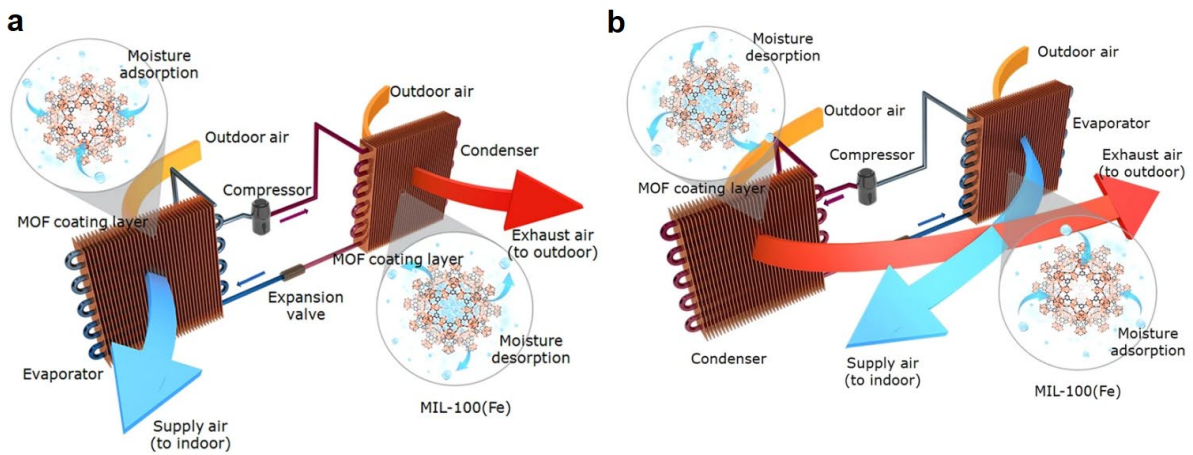 a
Moisture
adsorption
Outdoor air
Outdoor air
Condenser
Compressor
MOF coating layer
Exhaust air
(to outdoor)
MOF coating layer
Expansion
valve
Moisture
desorption
Evaporator
MIL-100(Fe)
Supply air
(to indoor)
b
Moisture
desorption
Outdoor air
Outdoor air
Evaporator
Compressor
Exhaust air
(to outdoor)
MOF coating layer
Condenser
Supply air
(to indoor)
Moisture
adsorption
MIL-100(Fe)